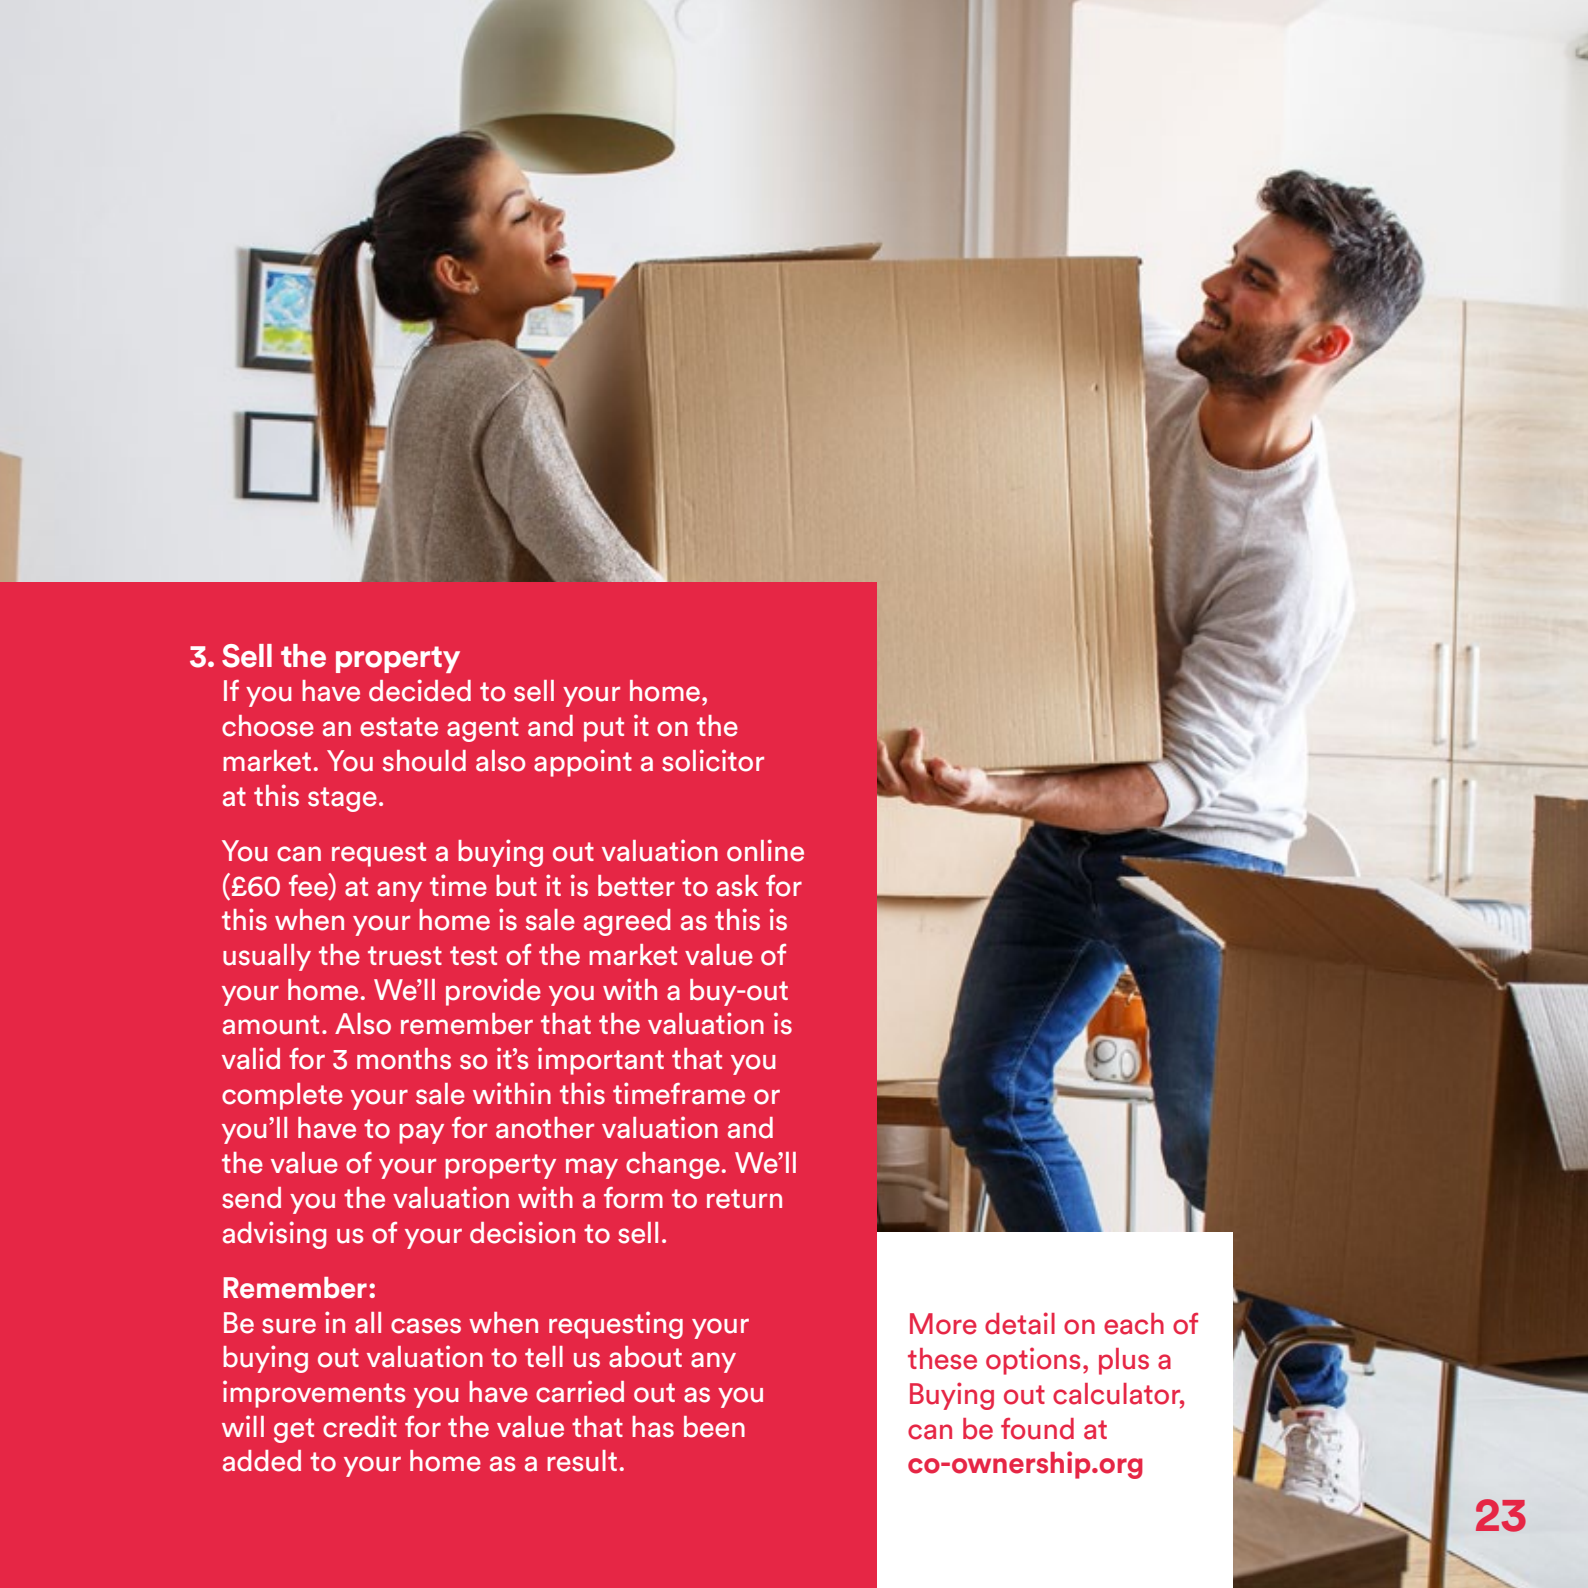 3. Sell the property
If you have decided to sell your home,
choose an estate agent and put it on the
market. You should also appoint a solicitor
at this stage.
You can request a buying out valuation online
(£60 fee) at any time but it is better to ask for
this when your home is sale agreed as this is
usually the truest test of the market value of
your home. We’ll provide you with a buy-out
amount. Also remember that the valuation is
valid for 3 months so it’s important that you
complete your sale within this timeframe or
you’ll have to pay for another valuation and
the value of your property may change. We’ll
send you the valuation with a form to return
advising us of your decision to sell.
Remember:
Be sure in all cases when requesting your
buying out valuation to tell us about any
improvements you have carried out as you
will get credit for the value that has been
added to your home as a result.
More detail on each of
these options, plus a
Buying out calculator,
can be found at
co-ownership.org
23